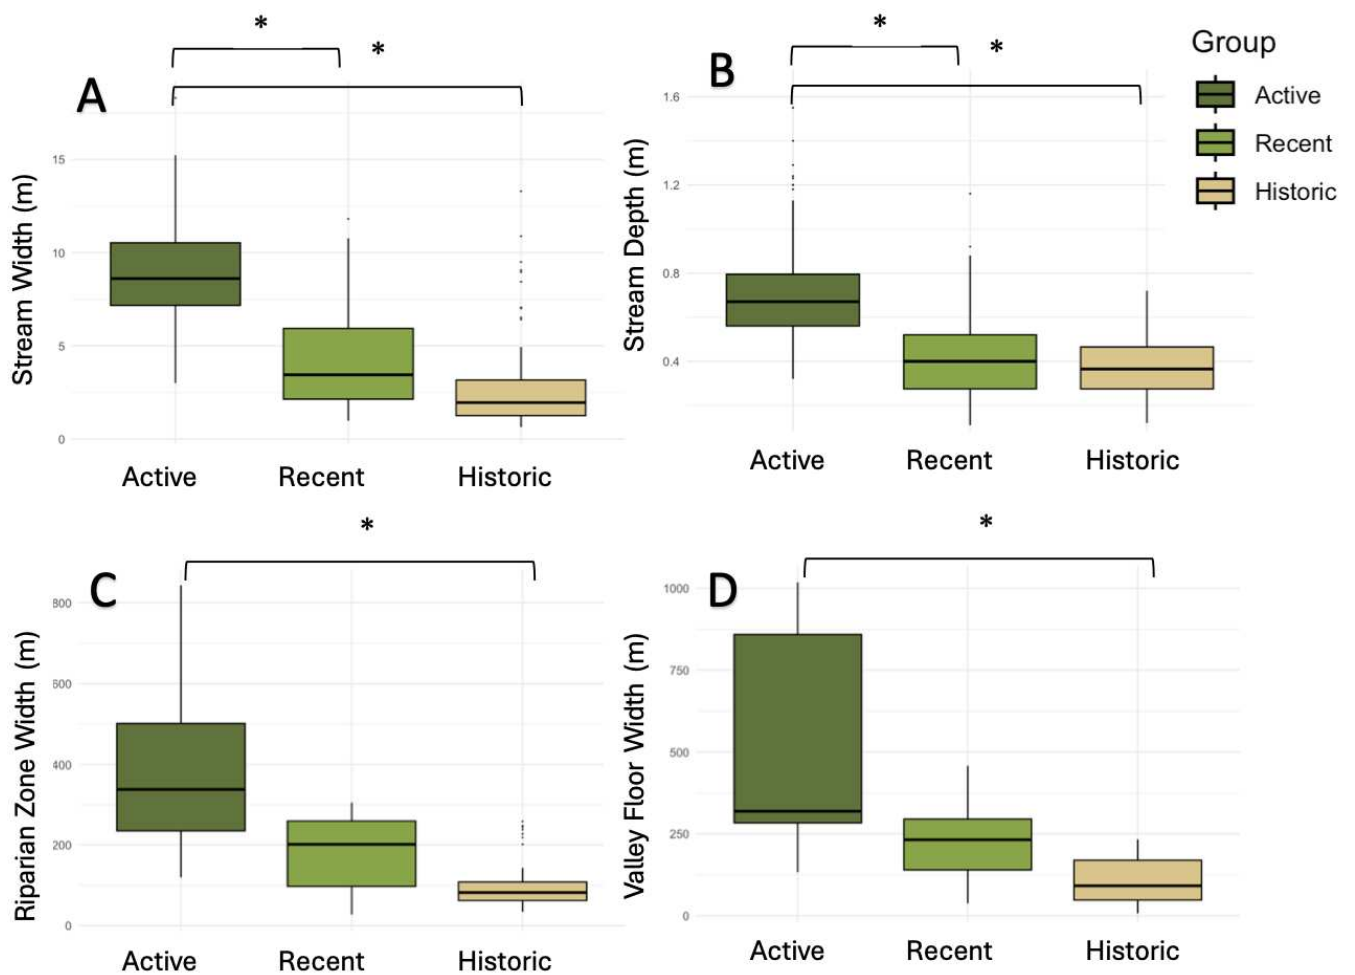 * *
A
Stream Width (m)
15
10
5
0
Active Recent Historic
* *
B
Stream Depth (m)
1.6
1.2
0.8
0.4
Active Recent Historic
Group
Active
Recent
Historic
*
C
Riparian Zone Width (m)
800
600
400
200
0
Active Recent Historic
*
D
Valley Floor Width (m)
1000
750
500
250
0
Active Recent Historic